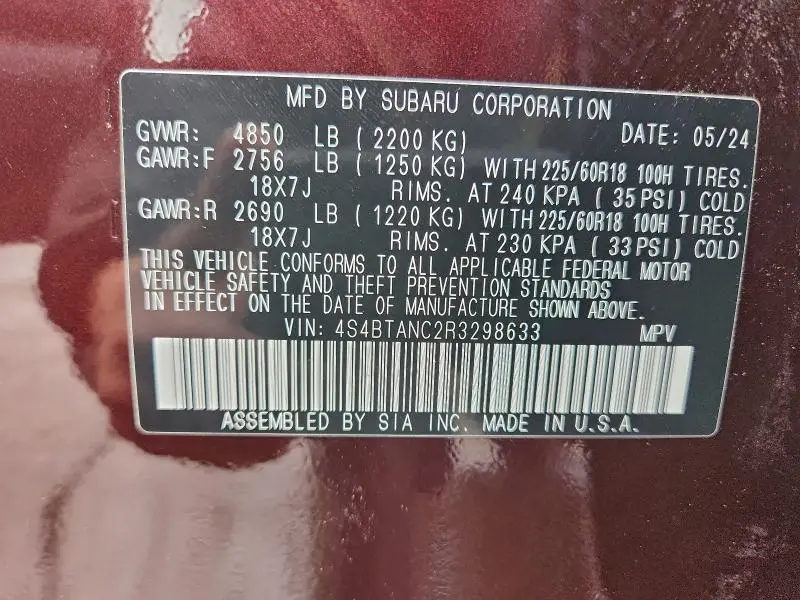 MFD BY SUBARU CORPORATION
GVWR: 4850 LB ( 2200 KG) DATE: 05/24
GAWR:F 2756 LB ( 1250 KG) WITH 225/60R18 100H TIRES.
18X7J RIMS. AT 240 KPA ( 35 PSI) COLD
GAWR:R 2690 LB ( 1220 KG) WITH 225/60R18 100H TIRES.
18X7J RIMS. AT 230 KPA ( 33 PSI) COLD
THIS VEHICLE CONFORMS TO ALL APPLICABLE FEDERAL MOTOR
VEHICLE SAFETY AND THEFT PREVENTION STANDARDS
IN EFFECT ON THE DATE OF MANUFACTURE SHOWN ABOVE.
VIN: 4S4BTANC2R3298633 MPV
ASSEMBLED BY SIA INC. MADE IN U.S.A.